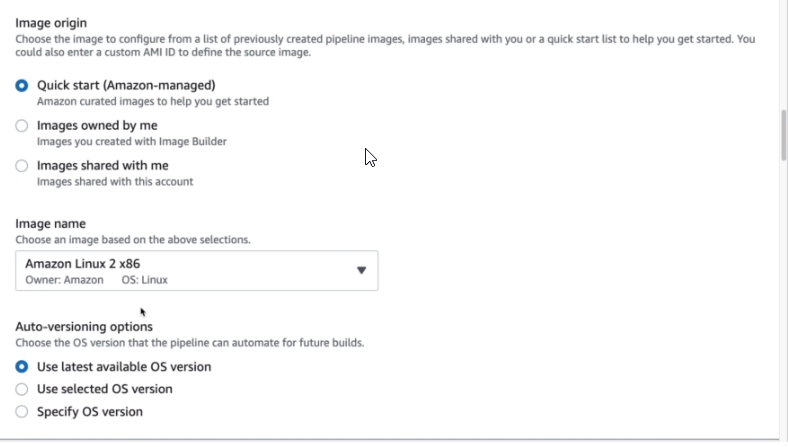 Image origin
Choose the image to configure from a list of previously created pipeline images, images shared with you or a quick start list to help you get started. You
could also enter a custom AMI ID to define the source image.
Quick start (Amazon-managed)
Amazon curated images to help you get started
Images owned by me
Images you created with Image Builder
Images shared with me
Images shared with this account
Image name
Choose an image based on the above selections.
Amazon Linux 2 x86
Owner: Amazon OS: Linux
Auto-versioning options
Choose the OS version that the pipeline can automate for future builds.
Use latest available OS version
Use selected OS version
Specify OS version